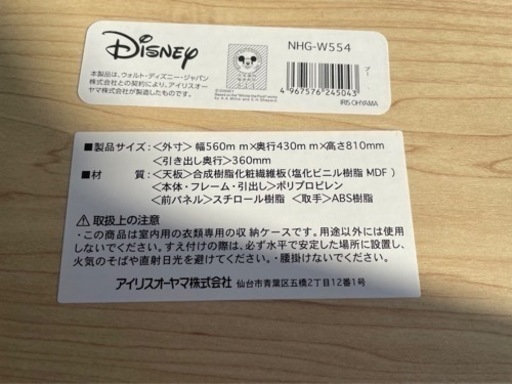 DISNEY
NHG-W554
本製品は、ウォルト・ディズニー・ジャパン
株式会社との契約により、アイリスオー
ヤマ株式会社が製造したものです。
©DISNEY
プー
4 967576 245043
IRIS OHYAMA
■製品サイズ：〈外寸〉幅560mm×奥行430mm×高さ810mm
〈引き出し奥行〉360mm
■材 質：〈天板〉合成樹脂化粧繊維板（塩化ビニル樹脂 MDF）
〈本体・フレーム・引出し〉ポリプロピレン
〈前パネル〉スチロール樹脂 〈取手〉ABS樹脂
⚠取扱上の注意
・この商品は室内用の衣類専用の収納ケースです。用途以外には使用
しないでください。すえ付けの際は、必ず水平で安定した場所に設置し、
火気のそばや直射日光を避けてください。・腰掛けないでください。
アイリスオーヤマ株式会社 仙台市青葉区五橋2丁目12番1号